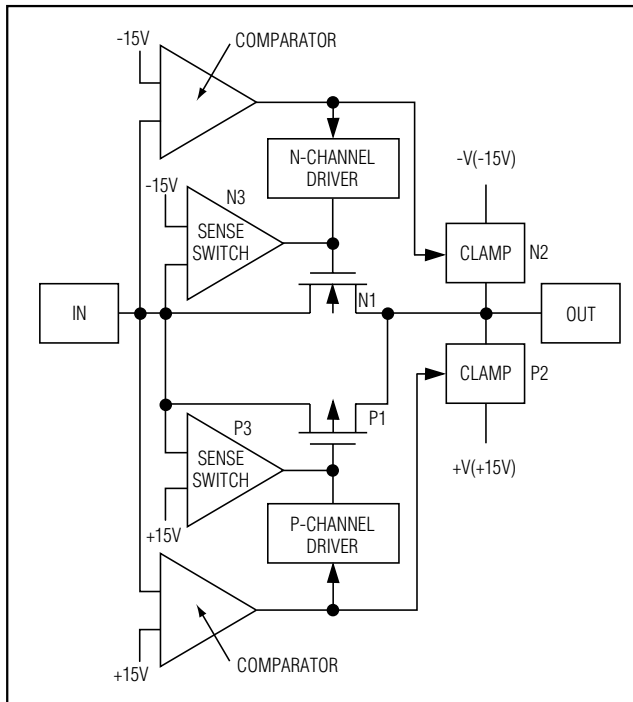 -15V
COMPARATOR
N-CHANNEL
DRIVER
-V(-15V)
-15V
N3
SENSE
SWITCH
CLAMP
N2
N1
IN
OUT
CLAMP
P2
P1
P3
SENSE
SWITCH
+15V
+V(+15V)
P-CHANNEL
DRIVER
COMPARATOR
+15V